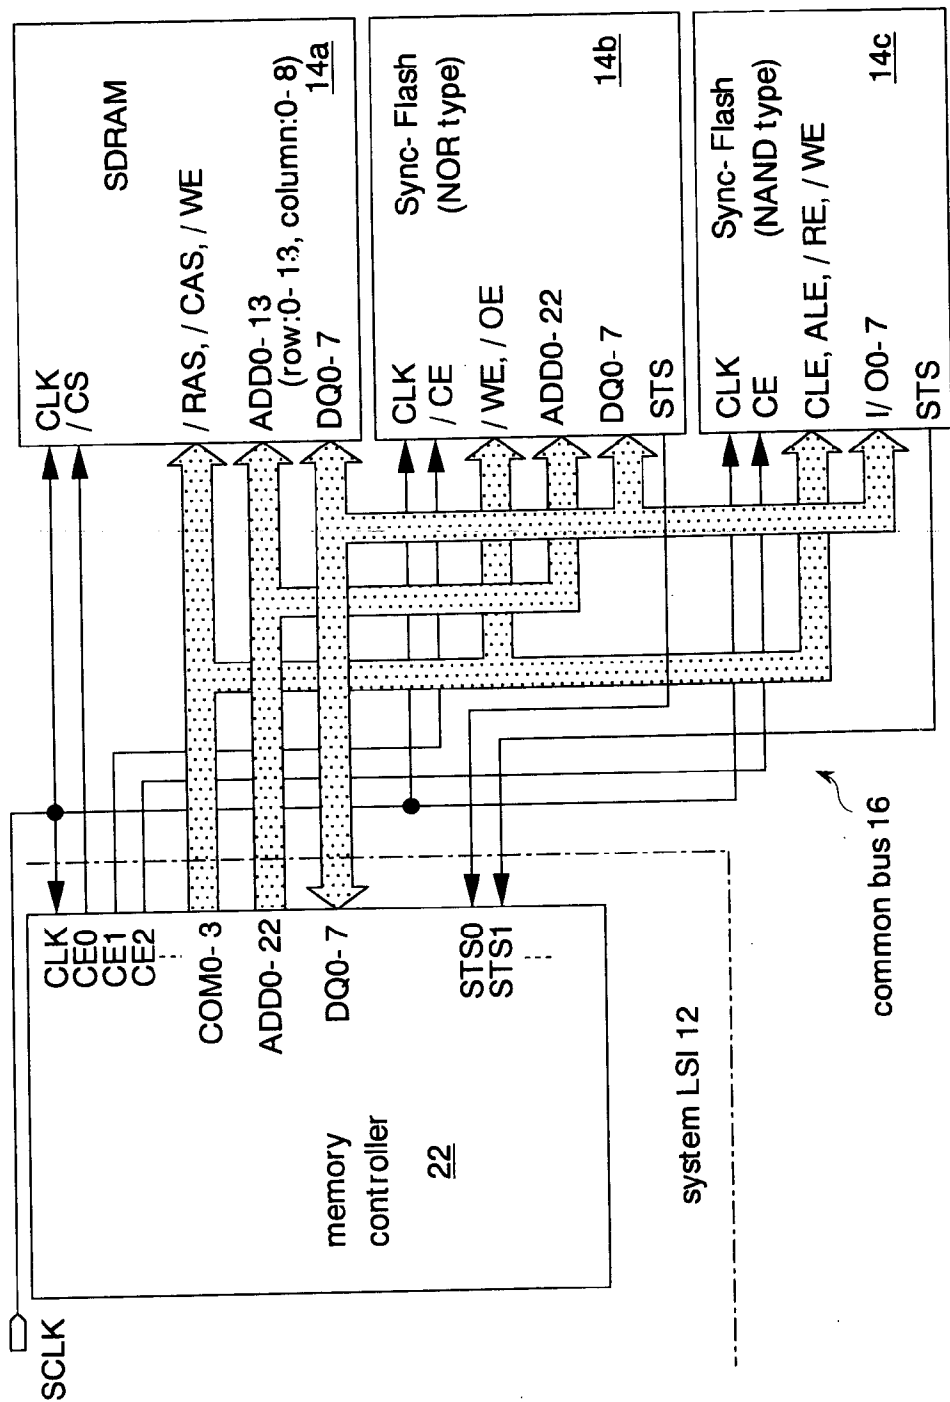 SCLK
memory
controller
22
CLK
CE0
CE1
CE2
COM0-3
ADD0-22
DQ0-7
STS0
STS1
system LSI 12
common bus 16
CLK
/CS
SDRAM
/RAS, /CAS, /WE
ADD0-13
(row:0-13, column:0-8)
DQ0-7
14a
CLK
/CE
Sync-Flash
(NOR type)
/WE, /OE
ADD0-22
DQ0-7
STS
14b
CLK
CE
Sync-Flash
(NAND type)
CLE, ALE, /RE, /WE
I/O0-7
STS
14c